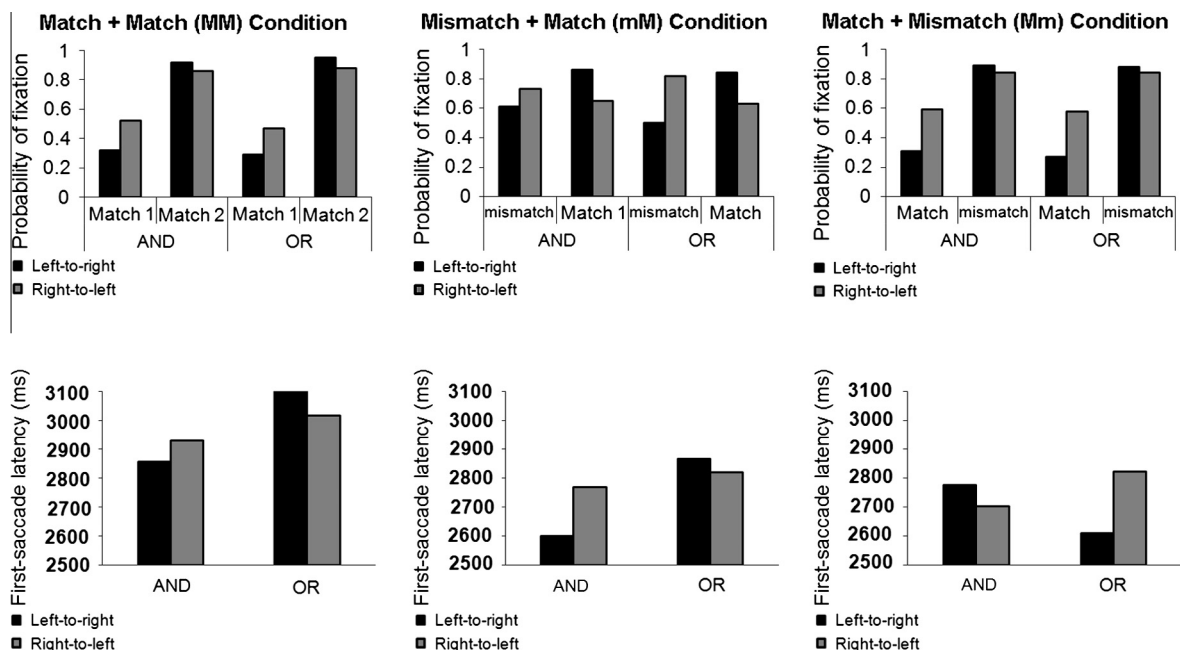 Match + Match (MM) Condition
Probability of fixation
1
0.8
0.6
0.4
0.2
0
Match 1 Match 2 Match 1 Match 2
AND OR
Left-to-right
Right-to-left
Mismatch + Match (mM) Condition
Probability of fixation
1
0.8
0.6
0.4
0.2
0
mismatch Match 1 mismatch Match
AND OR
Left-to-right
Right-to-left
Match + Mismatch (Mm) Condition
Probability of fixation
1
0.8
0.6
0.4
0.2
0
Match mismatch Match mismatch
AND OR
Left-to-right
Right-to-left
First-saccade latency (ms)
3100
3000
2900
2800
2700
2600
2500
AND OR
Left-to-right
Right-to-left
First-saccade latency (ms)
3100
3000
2900
2800
2700
2600
2500
AND OR
Left-to-right
Right-to-left
First-saccade latency (ms)
3100
3000
2900
2800
2700
2600
2500
AND OR
Left-to-right
Right-to-left